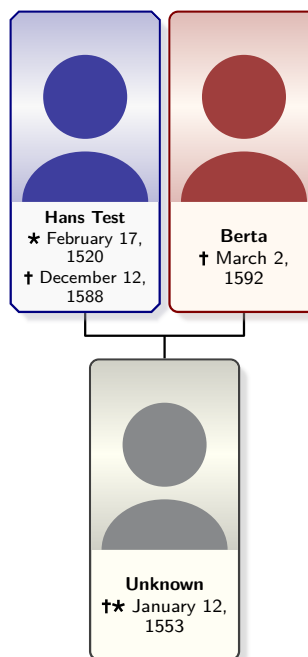 Hans Test
★ February 17,
1520
† December 12,
1588
Berta
† March 2,
1592
Unknown
†★ January 12,
1553